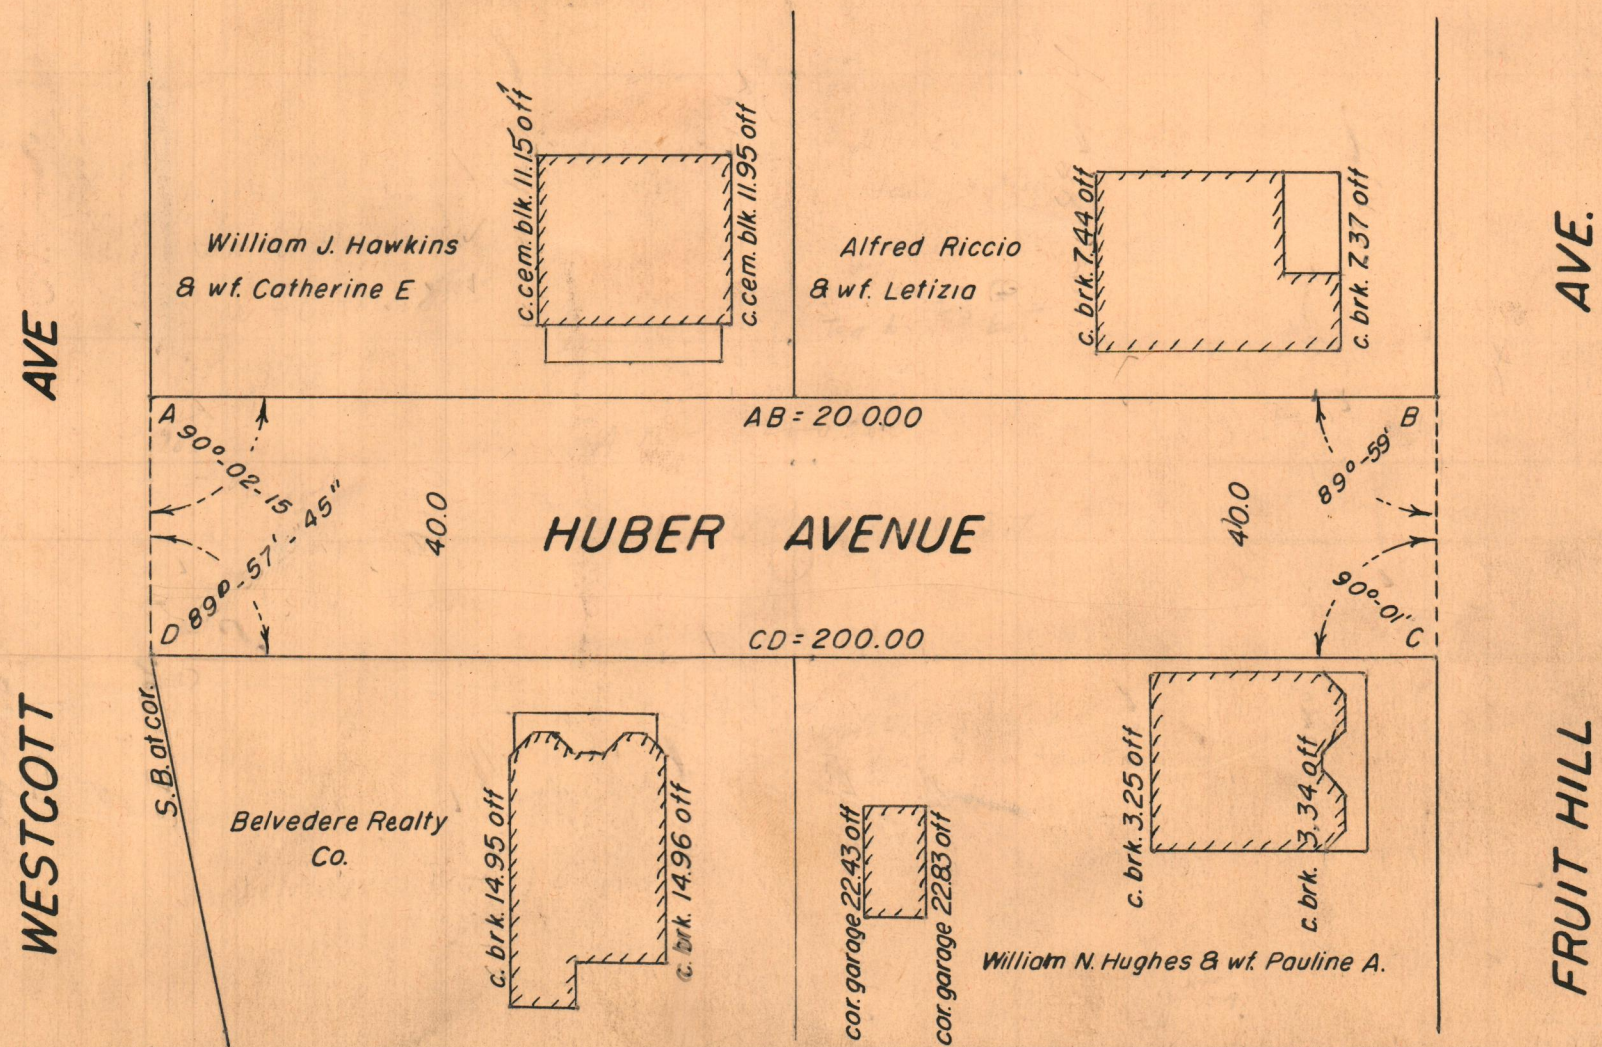 WESTCOTT AVE
c.cem. blk. 11.15 off
c.cem. blk. 11.95 off
William J. Hawkins
& wf. Catherine E
Alfred Riccio
& wf. Letizia
c. brk. 7.44 off
c. brk. 7.37 off
A
AB = 200.00
B
90°-02-15
89°-59'
40.0
HUBER AVENUE
40.0
89°-57'-45"
90°-01'
D
CD = 200.00
C
S. B. at cor.
Belvedere Realty
Co.
c. brk. 14.95 off
c. brk. 14.96 off
cor. garage 22.43 off
cor. garage 22.83 off
c. brk. 3.25 off
c. brk. 3.34 off
William N. Hughes & wf. Pauline A.
FRUIT HILL AVE.